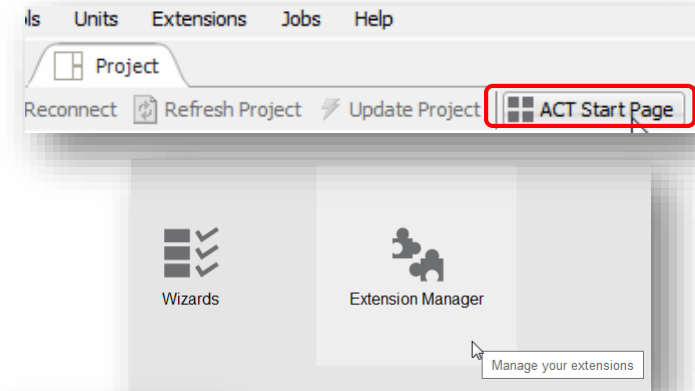 ls Units Extensions Jobs Help
Project
Reconnect Refresh Project Update Project ACT Start Page
Wizards Extension Manager
Manage your extensions